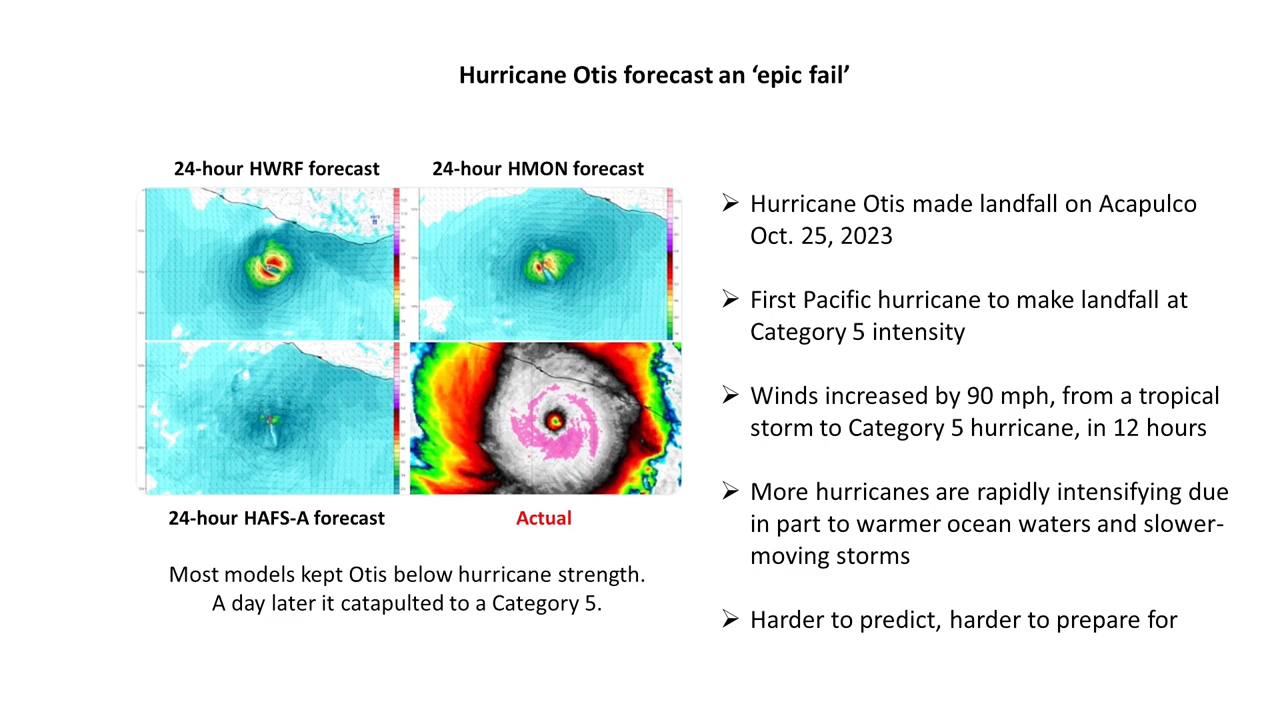 Hurricane Otis forecast an ‘epic fail’
24-hour HWRF forecast
24-hour HMON forecast
24-hour HAFS-A forecast
Actual
Most models kept Otis below hurricane strength.
A day later it catapulted to a Category 5.
➢ Hurricane Otis made landfall on Acapulco
Oct. 25, 2023
➢ First Pacific hurricane to make landfall at
Category 5 intensity
➢ Winds increased by 90 mph, from a tropical
storm to Category 5 hurricane, in 12 hours
➢ More hurricanes are rapidly intensifying due
in part to warmer ocean waters and slower-
moving storms
➢ Harder to predict, harder to prepare for